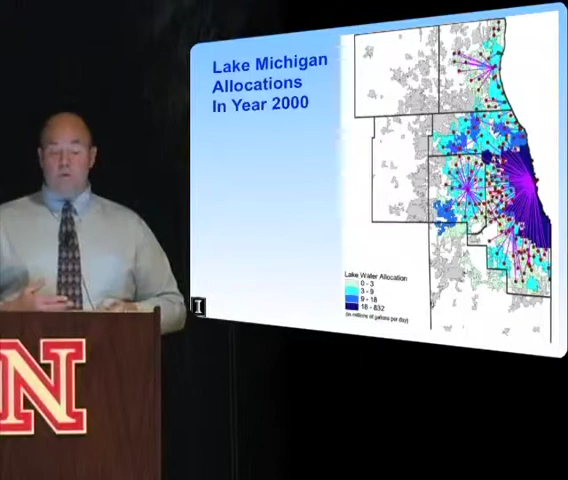 Lake Michigan
Allocations
In Year 2000
Lake Water Allocation
0 - 3
3 - 9
9 - 18
18 - 832
(in millions of gallons per day)
I
N